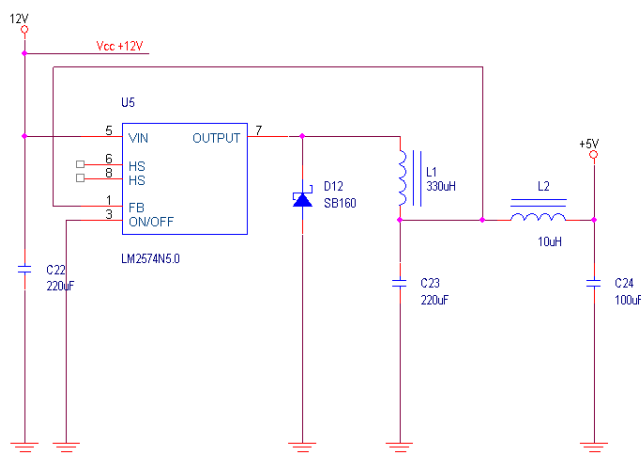 12V
Vcc +12V
U5
5 VIN OUTPUT 7
6 HS
8 HS
1 FB
3 ON/OFF
LM2574N5.0
D12
SB160
L1
330uH
L2
10uH
+5V
C22
220uF
C23
220uF
C24
100uF